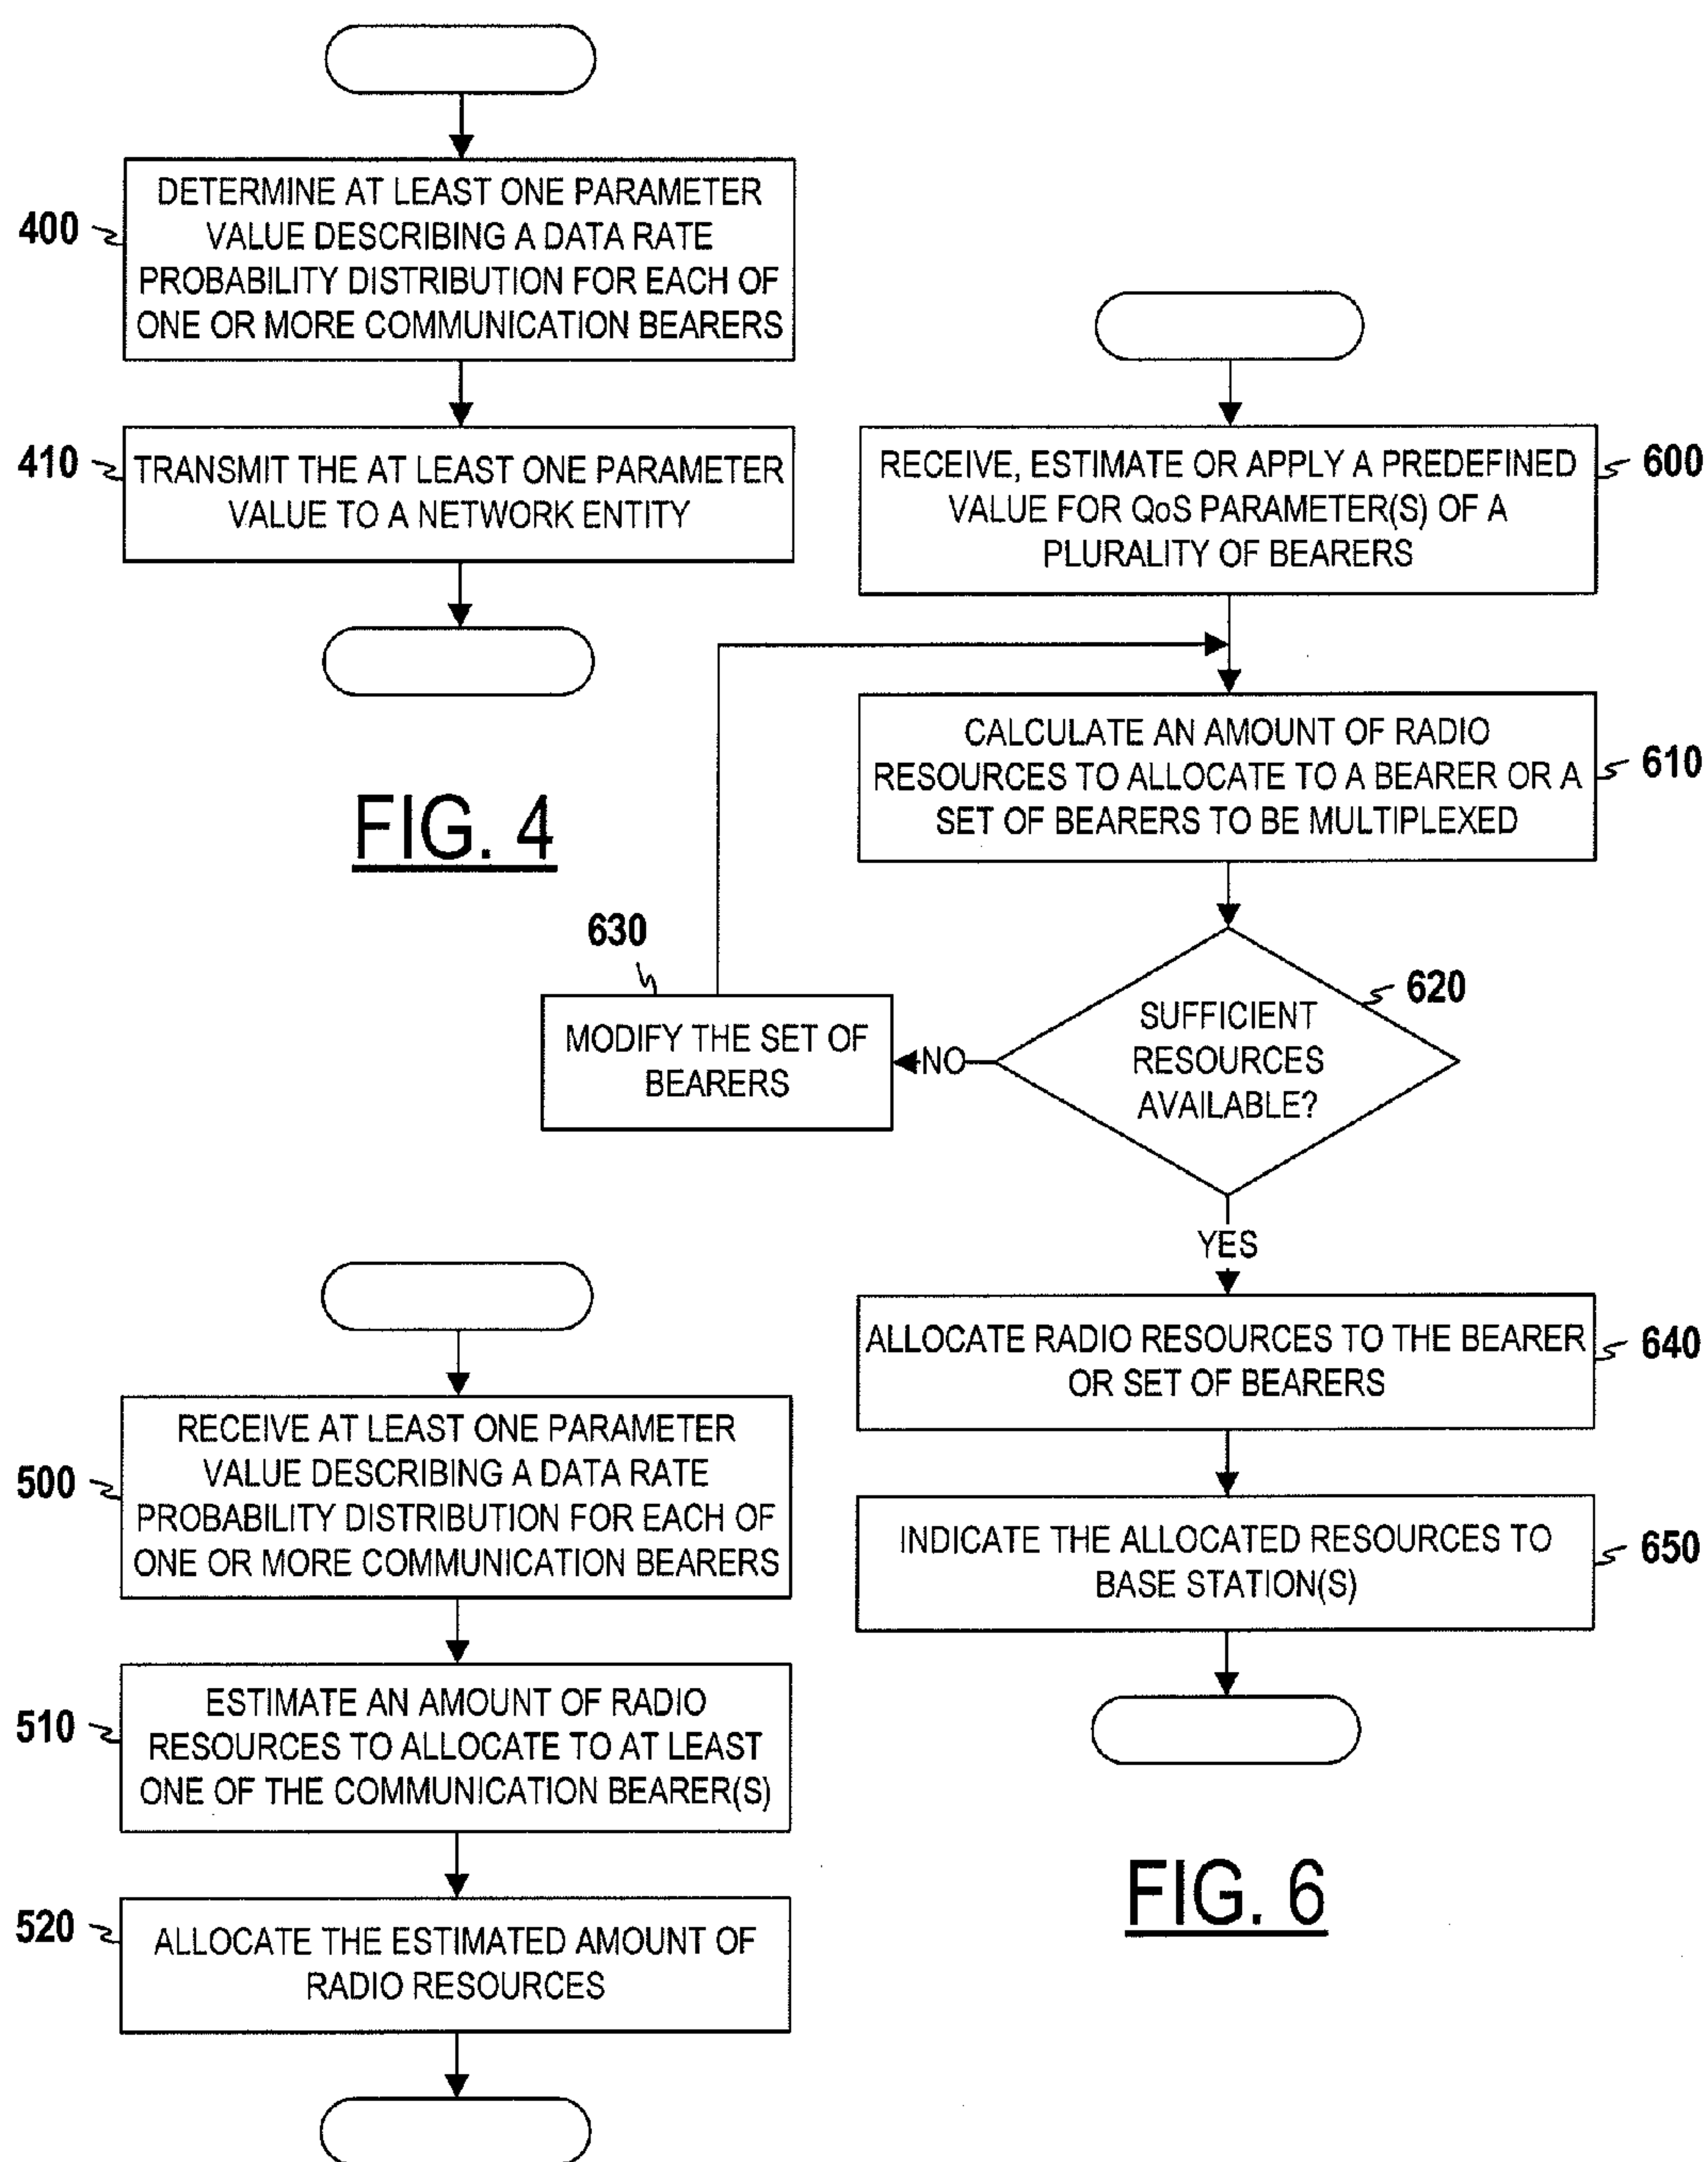 400
DETERMINE AT LEAST ONE PARAMETER
VALUE DESCRIBING A DATA RATE
PROBABILITY DISTRIBUTION FOR EACH OF
ONE OR MORE COMMUNICATION BEARERS
410
TRANSMIT THE AT LEAST ONE PARAMETER
VALUE TO A NETWORK ENTITY
FIG. 4
500
RECEIVE AT LEAST ONE PARAMETER
VALUE DESCRIBING A DATA RATE
PROBABILITY DISTRIBUTION FOR EACH OF
ONE OR MORE COMMUNICATION BEARERS
510
ESTIMATE AN AMOUNT OF RADIO
RESOURCES TO ALLOCATE TO AT LEAST
ONE OF THE COMMUNICATION BEARER(S)
520
ALLOCATE THE ESTIMATED AMOUNT OF
RADIO RESOURCES
600
RECEIVE, ESTIMATE OR APPLY A PREDEFINED
VALUE FOR QoS PARAMETER(S) OF A
PLURALITY OF BEARERS
610
CALCULATE AN AMOUNT OF RADIO
RESOURCES TO ALLOCATE TO A BEARER OR A
SET OF BEARERS TO BE MULTIPLEXED
620
SUFFICIENT
RESOURCES
AVAILABLE?
NO
630
MODIFY THE SET OF
BEARERS
YES
640
ALLOCATE RADIO RESOURCES TO THE BEARER
OR SET OF BEARERS
650
INDICATE THE ALLOCATED RESOURCES TO
BASE STATION(S)
FIG. 6